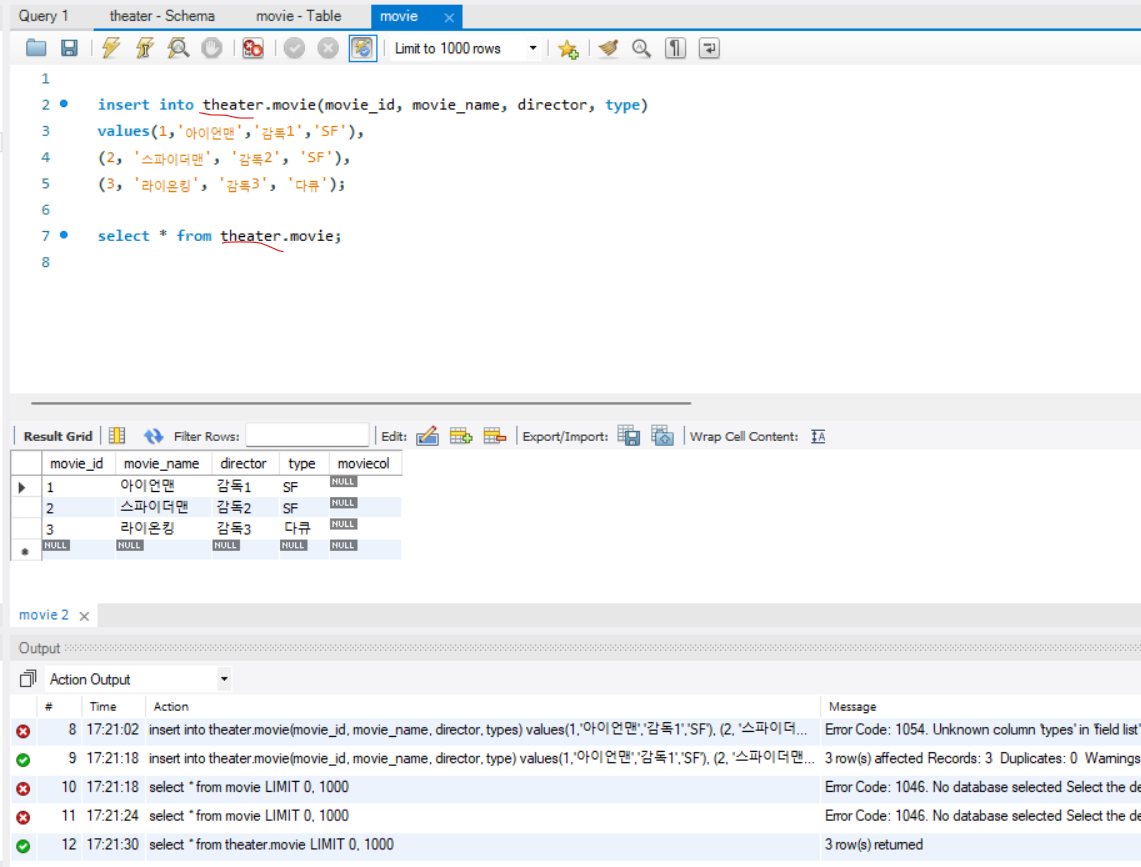 Query 1 theater - Schema movie - Table movie
Limit to 1000 rows
1
2 insert into theater.movie(movie_id, movie_name, director, type)
3 values(1,'아이언맨','감독1','SF'),
4 (2, '스파이더맨', '감독2', 'SF'),
5 (3, '라이온킹', '감독3', '다큐');
6
7 select * from theater.movie;
8
Result Grid Filter Rows: Edit: Export/Import: Wrap Cell Content:
movie_id movie_name director type moviecol
1 아이언맨 감독1 SF NULL
2 스파이더맨 감독2 SF NULL
3 라이온킹 감독3 다큐 NULL
NULL NULL NULL NULL NULL
movie 2
Output
Action Output
# Time Action Message
8 17:21:02 insert into theater.movie(movie_id, movie_name, director, types) values(1,'아이언맨','감독1','SF'), (2, '스파이더... Error Code: 1054. Unknown column 'types' in 'field list'
9 17:21:18 insert into theater.movie(movie_id, movie_name, director, type) values(1,'아이언맨','감독1','SF'), (2, '스파이더맨... 3 row(s) affected Records: 3 Duplicates: 0 Warnings
10 17:21:18 select * from movie LIMIT 0, 1000 Error Code: 1046. No database selected Select the de
11 17:21:24 select * from movie LIMIT 0, 1000 Error Code: 1046. No database selected Select the de
12 17:21:30 select * from theater.movie LIMIT 0, 1000 3 row(s) returned